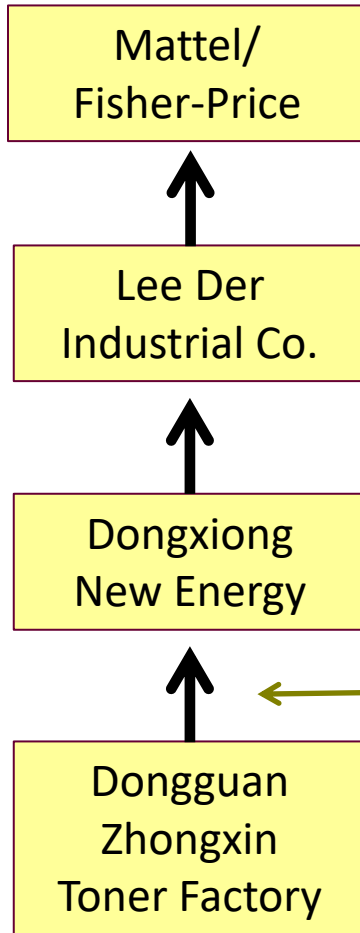 Mattel/
Fisher-Price
Lee Der
Industrial Co.
Dongxiong
New Energy
Dongguan
Zhongxin
Toner Factory